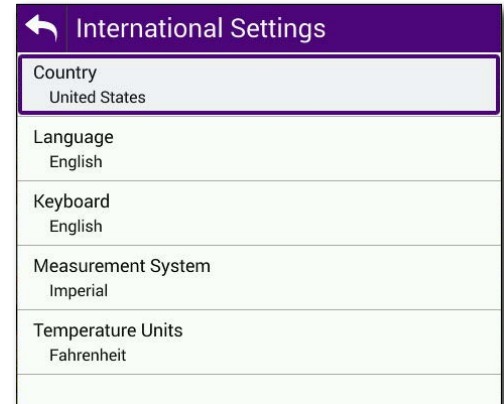 International Settings
Country
United States
Language
English
Keyboard
English
Measurement System
Imperial
Temperature Units
Fahrenheit